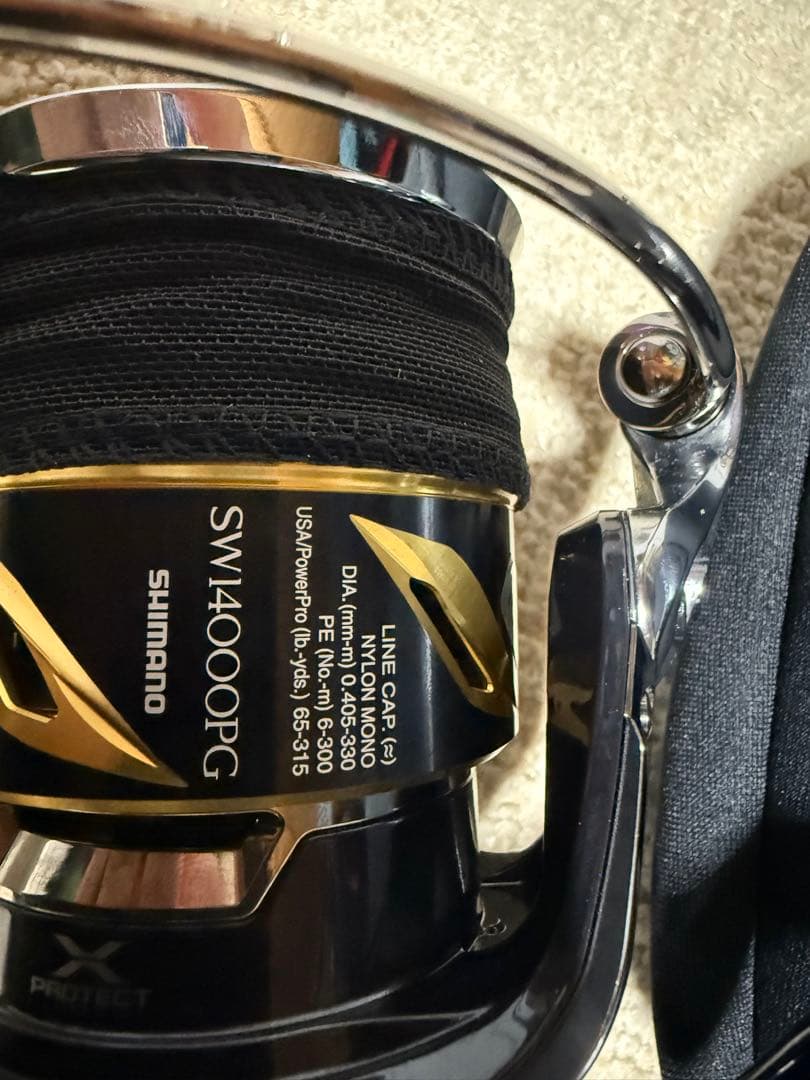 LINE CAP. (≈)
NYLON MONO
DIA. (mm-m) 0.405-330
PE (No.-m) 6-300
USA/PowerPro (lb.-yds.) 65-315
SW14000PG
SHIMANO
X
PROTECT